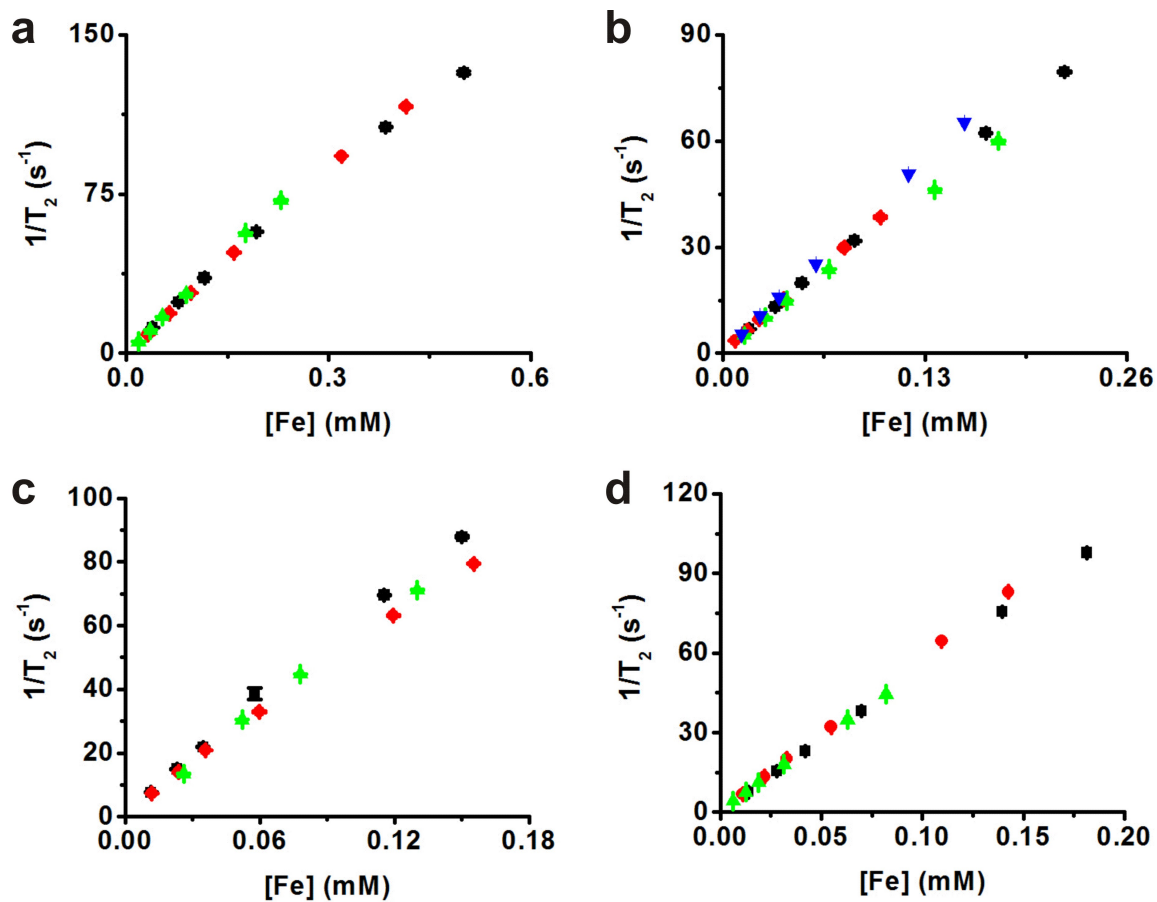 a
150
75
0
0.0 0.3 0.6
1/T2 (s-1)
[Fe] (mM)
b
90
60
30
0
0.00 0.13 0.26
1/T2 (s-1)
[Fe] (mM)
c
100
80
60
40
20
0
0.00 0.06 0.12 0.18
1/T2 (s-1)
[Fe] (mM)
d
120
90
60
30
0
0.00 0.05 0.10 0.15 0.20
1/T2 (s-1)
[Fe] (mM)